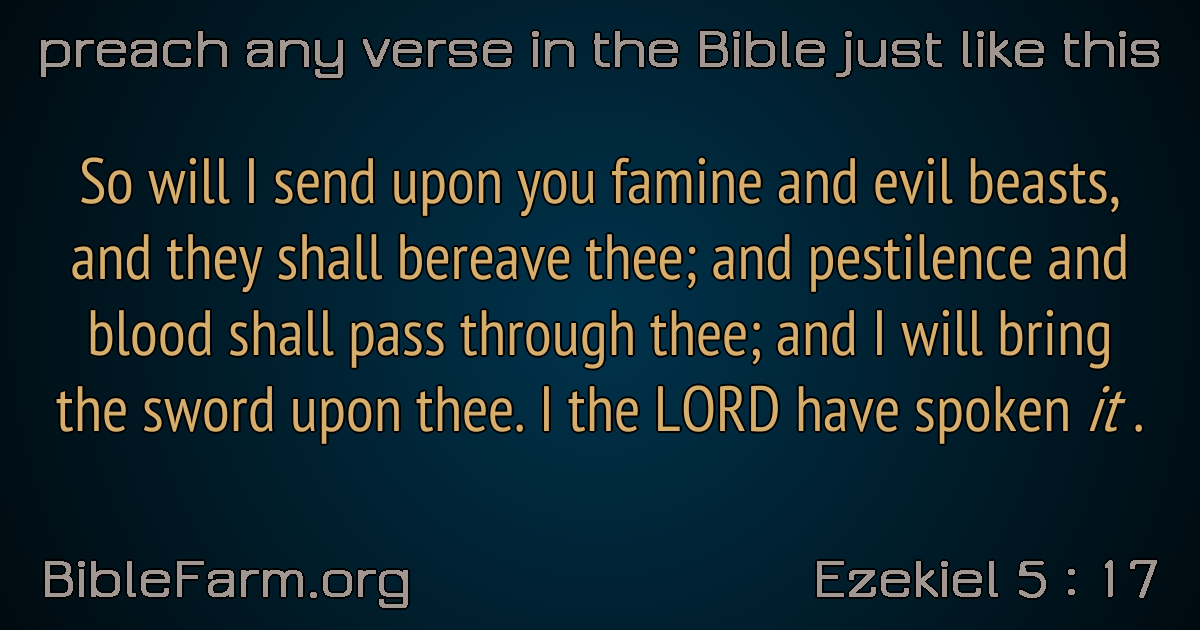 preach any verse in the Bible just like this
So will I send upon you famine and evil beasts,
and they shall bereave thee; and pestilence and
blood shall pass through thee; and I will bring
the sword upon thee. I the LORD have spoken it .
BibleFarm.org
Ezekiel 5 : 17